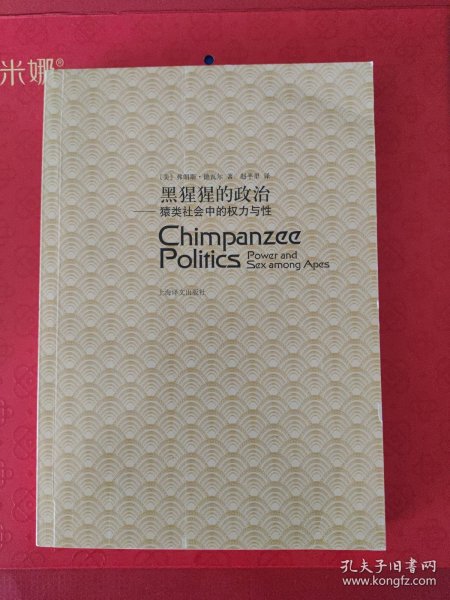 米娜®
〔美〕弗朗斯·德瓦尔 著 赵芊里 译
黑猩猩的政治
——猿类社会中的权力与性
Chimpanzee
Politics Power and
Sex among Apes
上海译文出版社
孔夫子旧书网
www.kongfz.com